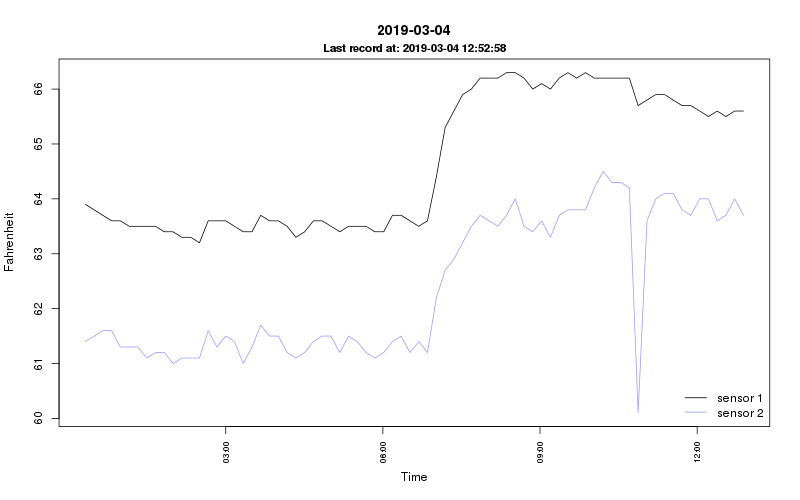 2019-03-04
Last record at: 2019-03-04 12:52:58
Fahrenheit
66
65
64
63
62
61
60
sensor 1
sensor 2
03:00
06:00
09:00
12:00
Time